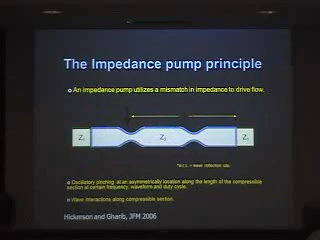 The Impedance pump principle
An impedance pump utilizes a mismatch in impedance to drive flow.
Z₁ Z₂ Z₁
Oscillatory pinching at an asymmetrically location along the length of the compressible
section at certain frequency, waveform and duty cycle.
Wave interactions along compressible section.
Hickerson and Gharib, JFM 2006